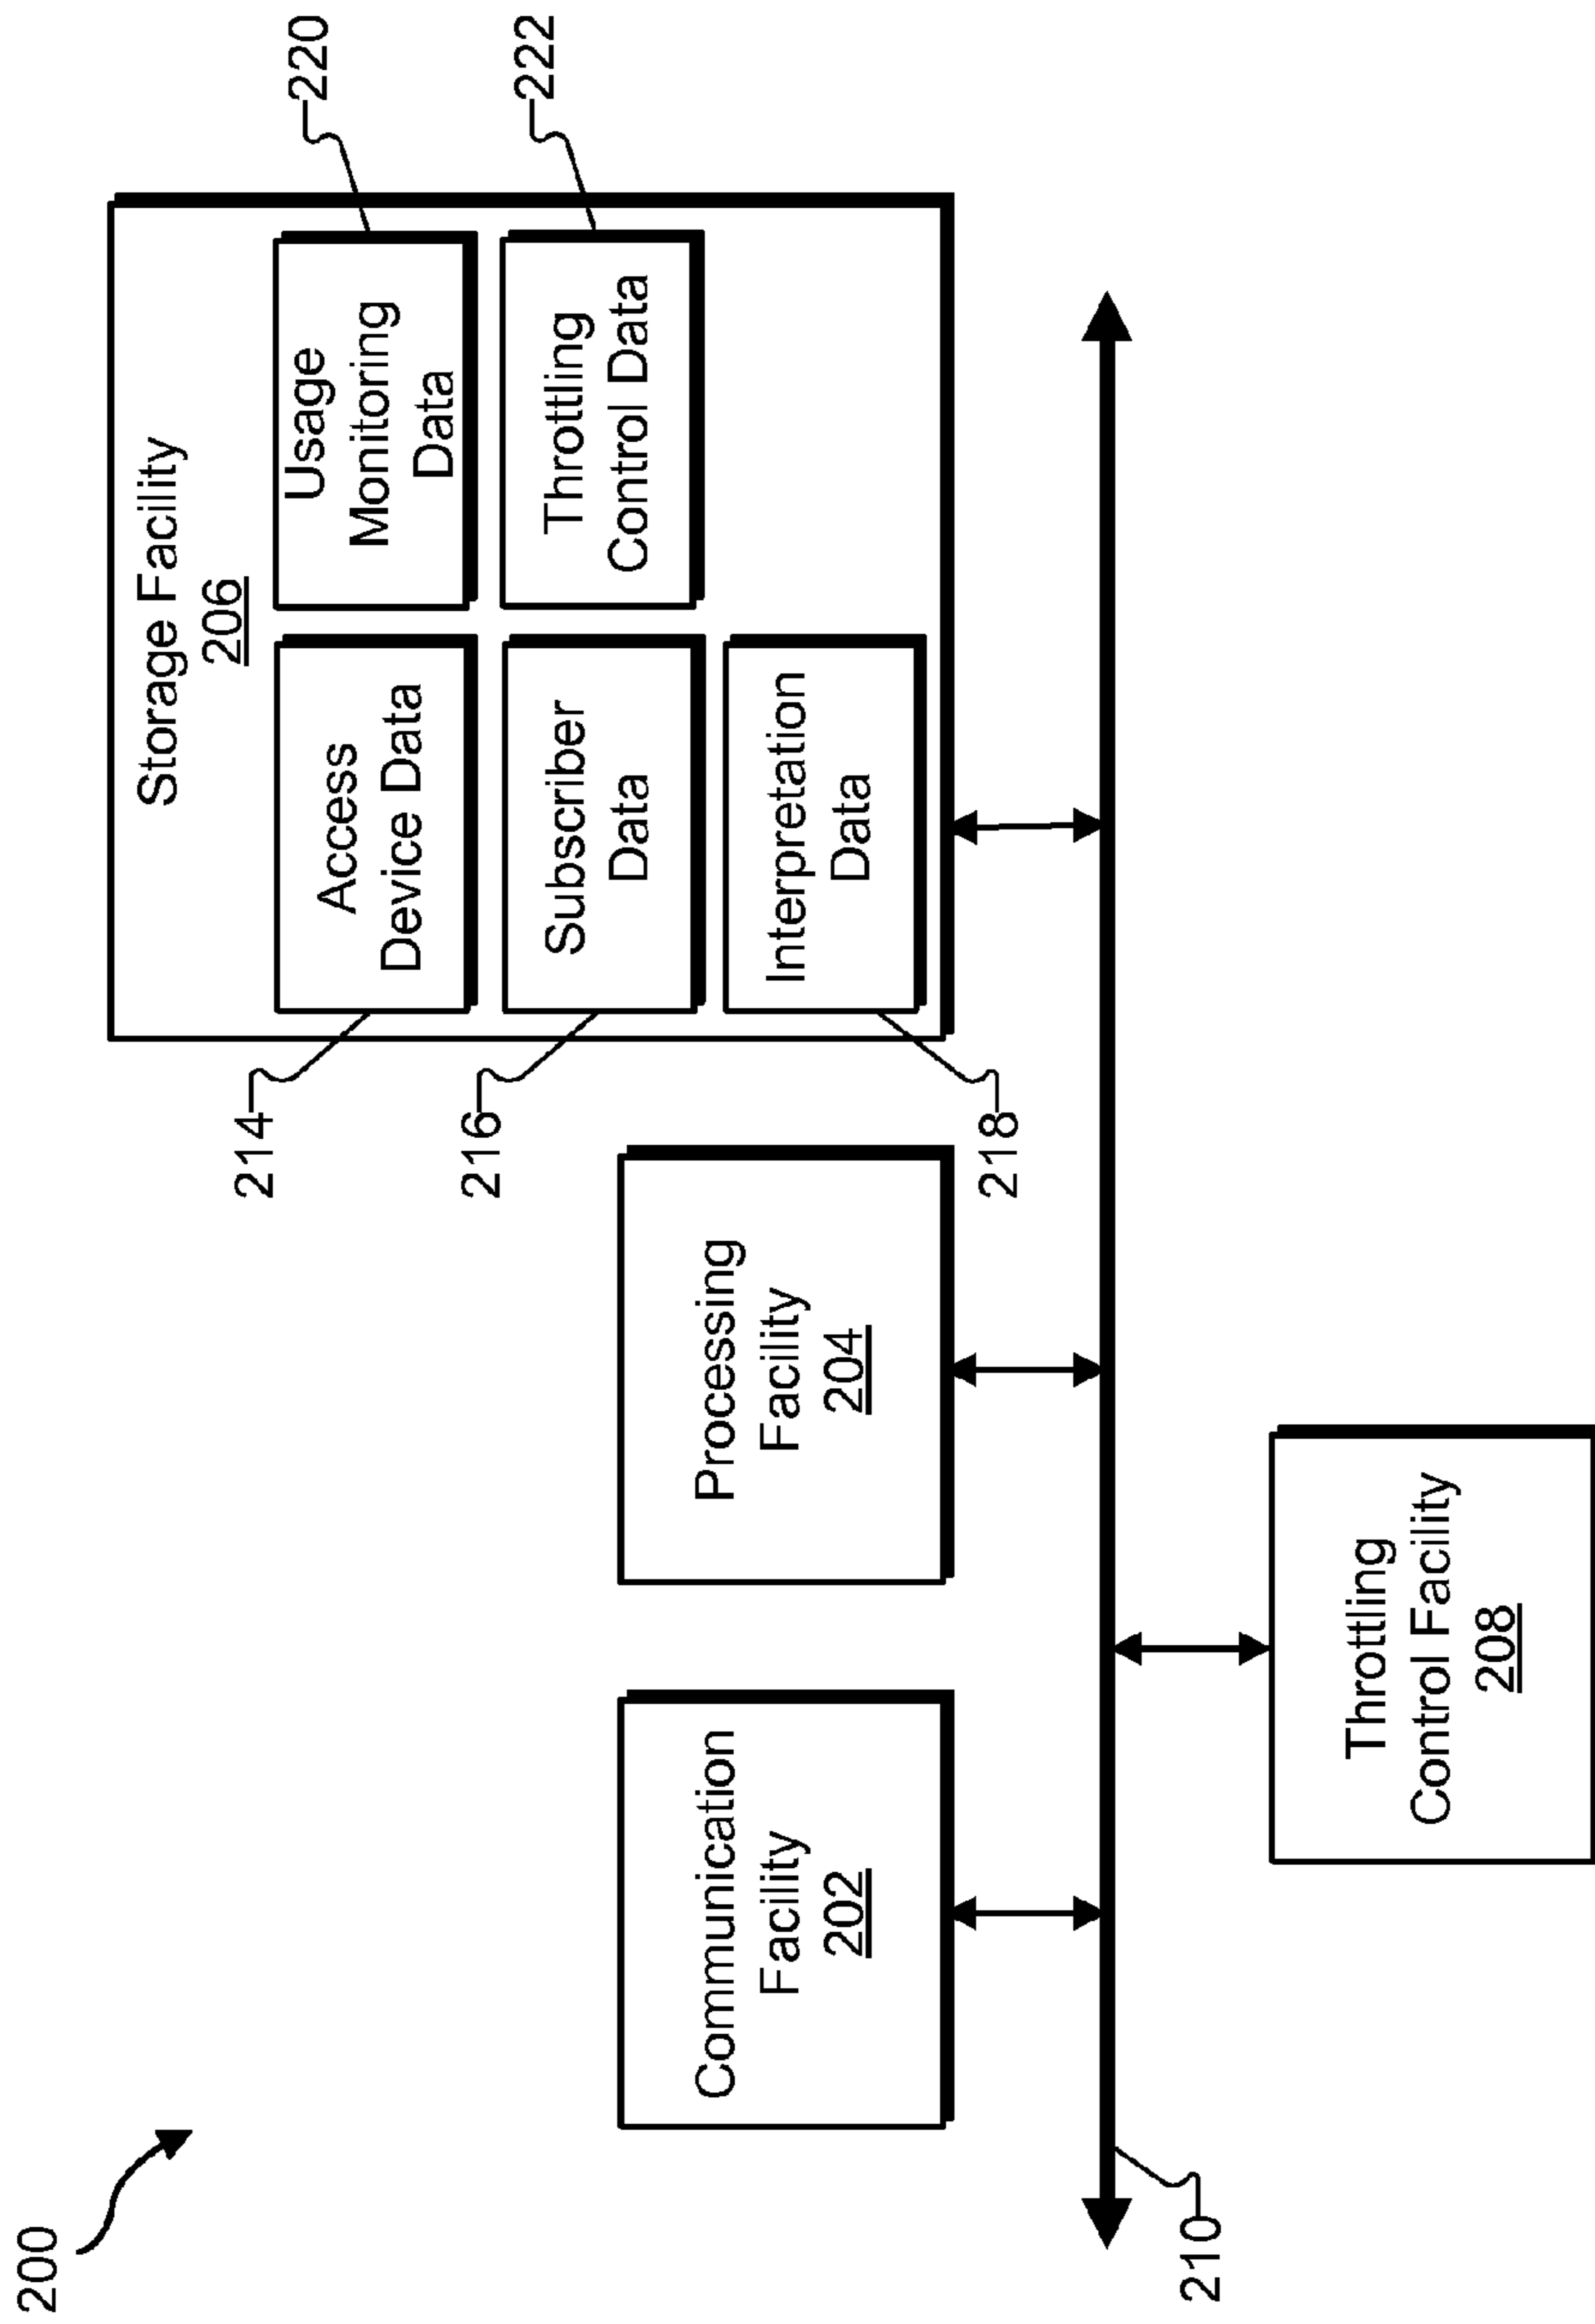 200
Storage Facility
206
Access
Device Data
Usage
Monitoring
Data
220
214
Subscriber
Data
Throttling
Control Data
222
216
Interpretation
Data
218
Communication
Facility
202
Processing
Facility
204
210
Throttling
Control Facility
208